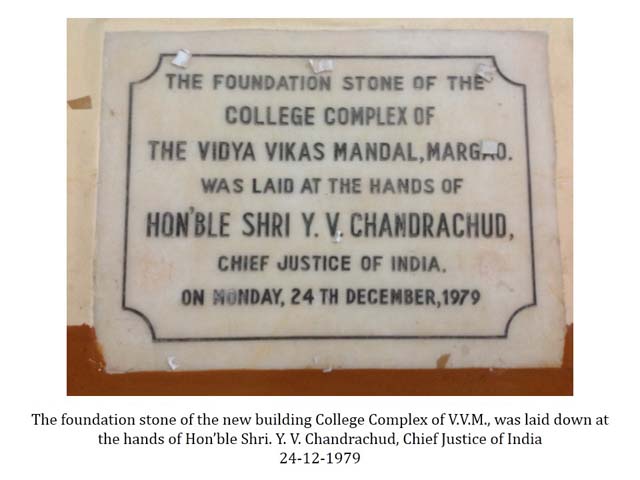 THE FOUNDATION STONE OF THE
COLLEGE COMPLEX OF
THE VIDYA VIKAS MANDAL, MARGAO.
WAS LAID AT THE HANDS OF
HON'BLE SHRI Y. V. CHANDRACHUD,
CHIEF JUSTICE OF INDIA.
ON MONDAY, 24 TH DECEMBER, 1979
The foundation stone of the new building College Complex of V.V.M., was laid down at
the hands of Hon'ble Shri. Y. V. Chandrachud, Chief Justice of India
24-12-1979